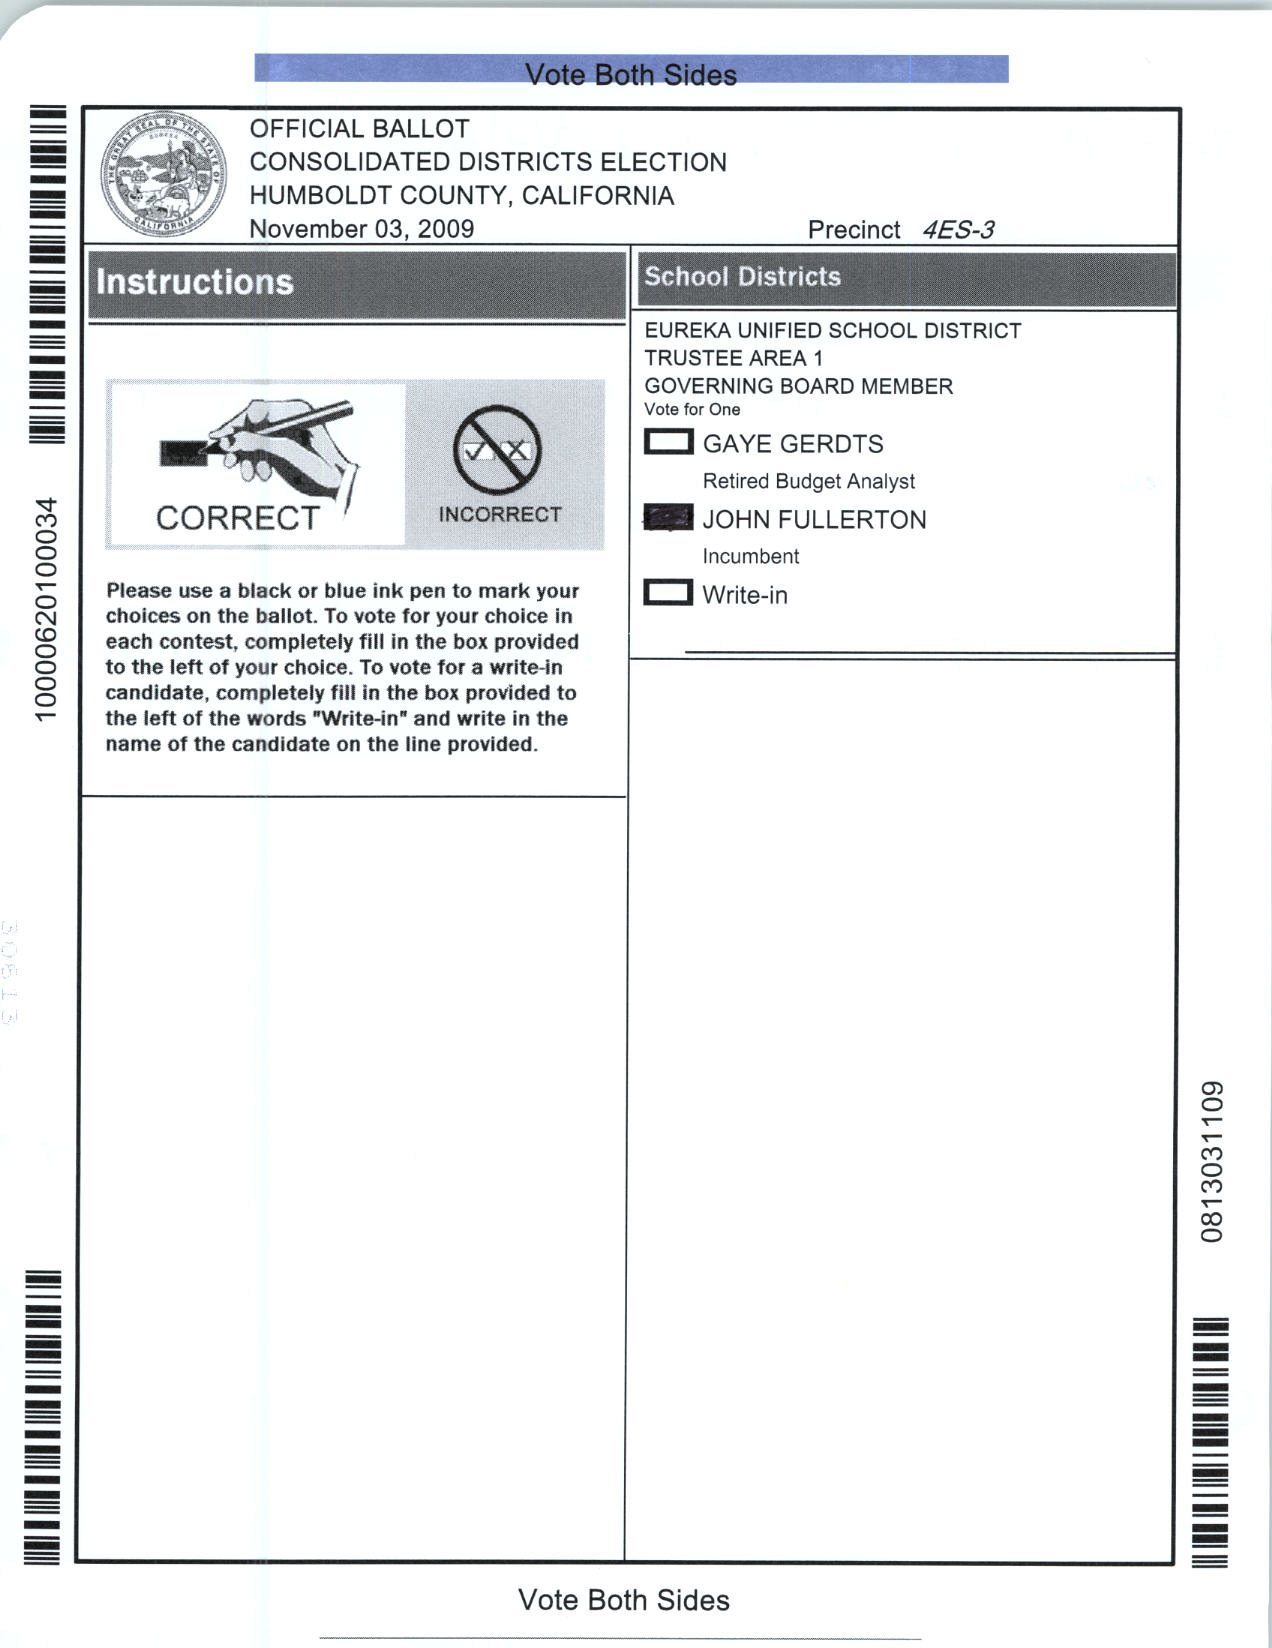 Vote Both Sides
OFFICIAL BALLOT
CONSOLIDATED DISTRICTS ELECTION
HUMBOLDT COUNTY, CALIFORNIA
November 03, 2009
Precinct 4ES-3
THE GREAT SEAL OF THE STATE OF CALIFORNIA
EUREKA
Instructions
CORRECT
INCORRECT
Please use a black or blue ink pen to mark your
choices on the ballot. To vote for your choice in
each contest, completely fill in the box provided
to the left of your choice. To vote for a write-in
candidate, completely fill in the box provided to
the left of the words "Write-in" and write in the
name of the candidate on the line provided.
School Districts
EUREKA UNIFIED SCHOOL DISTRICT
TRUSTEE AREA 1
GOVERNING BOARD MEMBER
Vote for One
GAYE GERDTS
Retired Budget Analyst
JOHN FULLERTON
Incumbent
Write-in
10000620100034
0813031109
Vote Both Sides